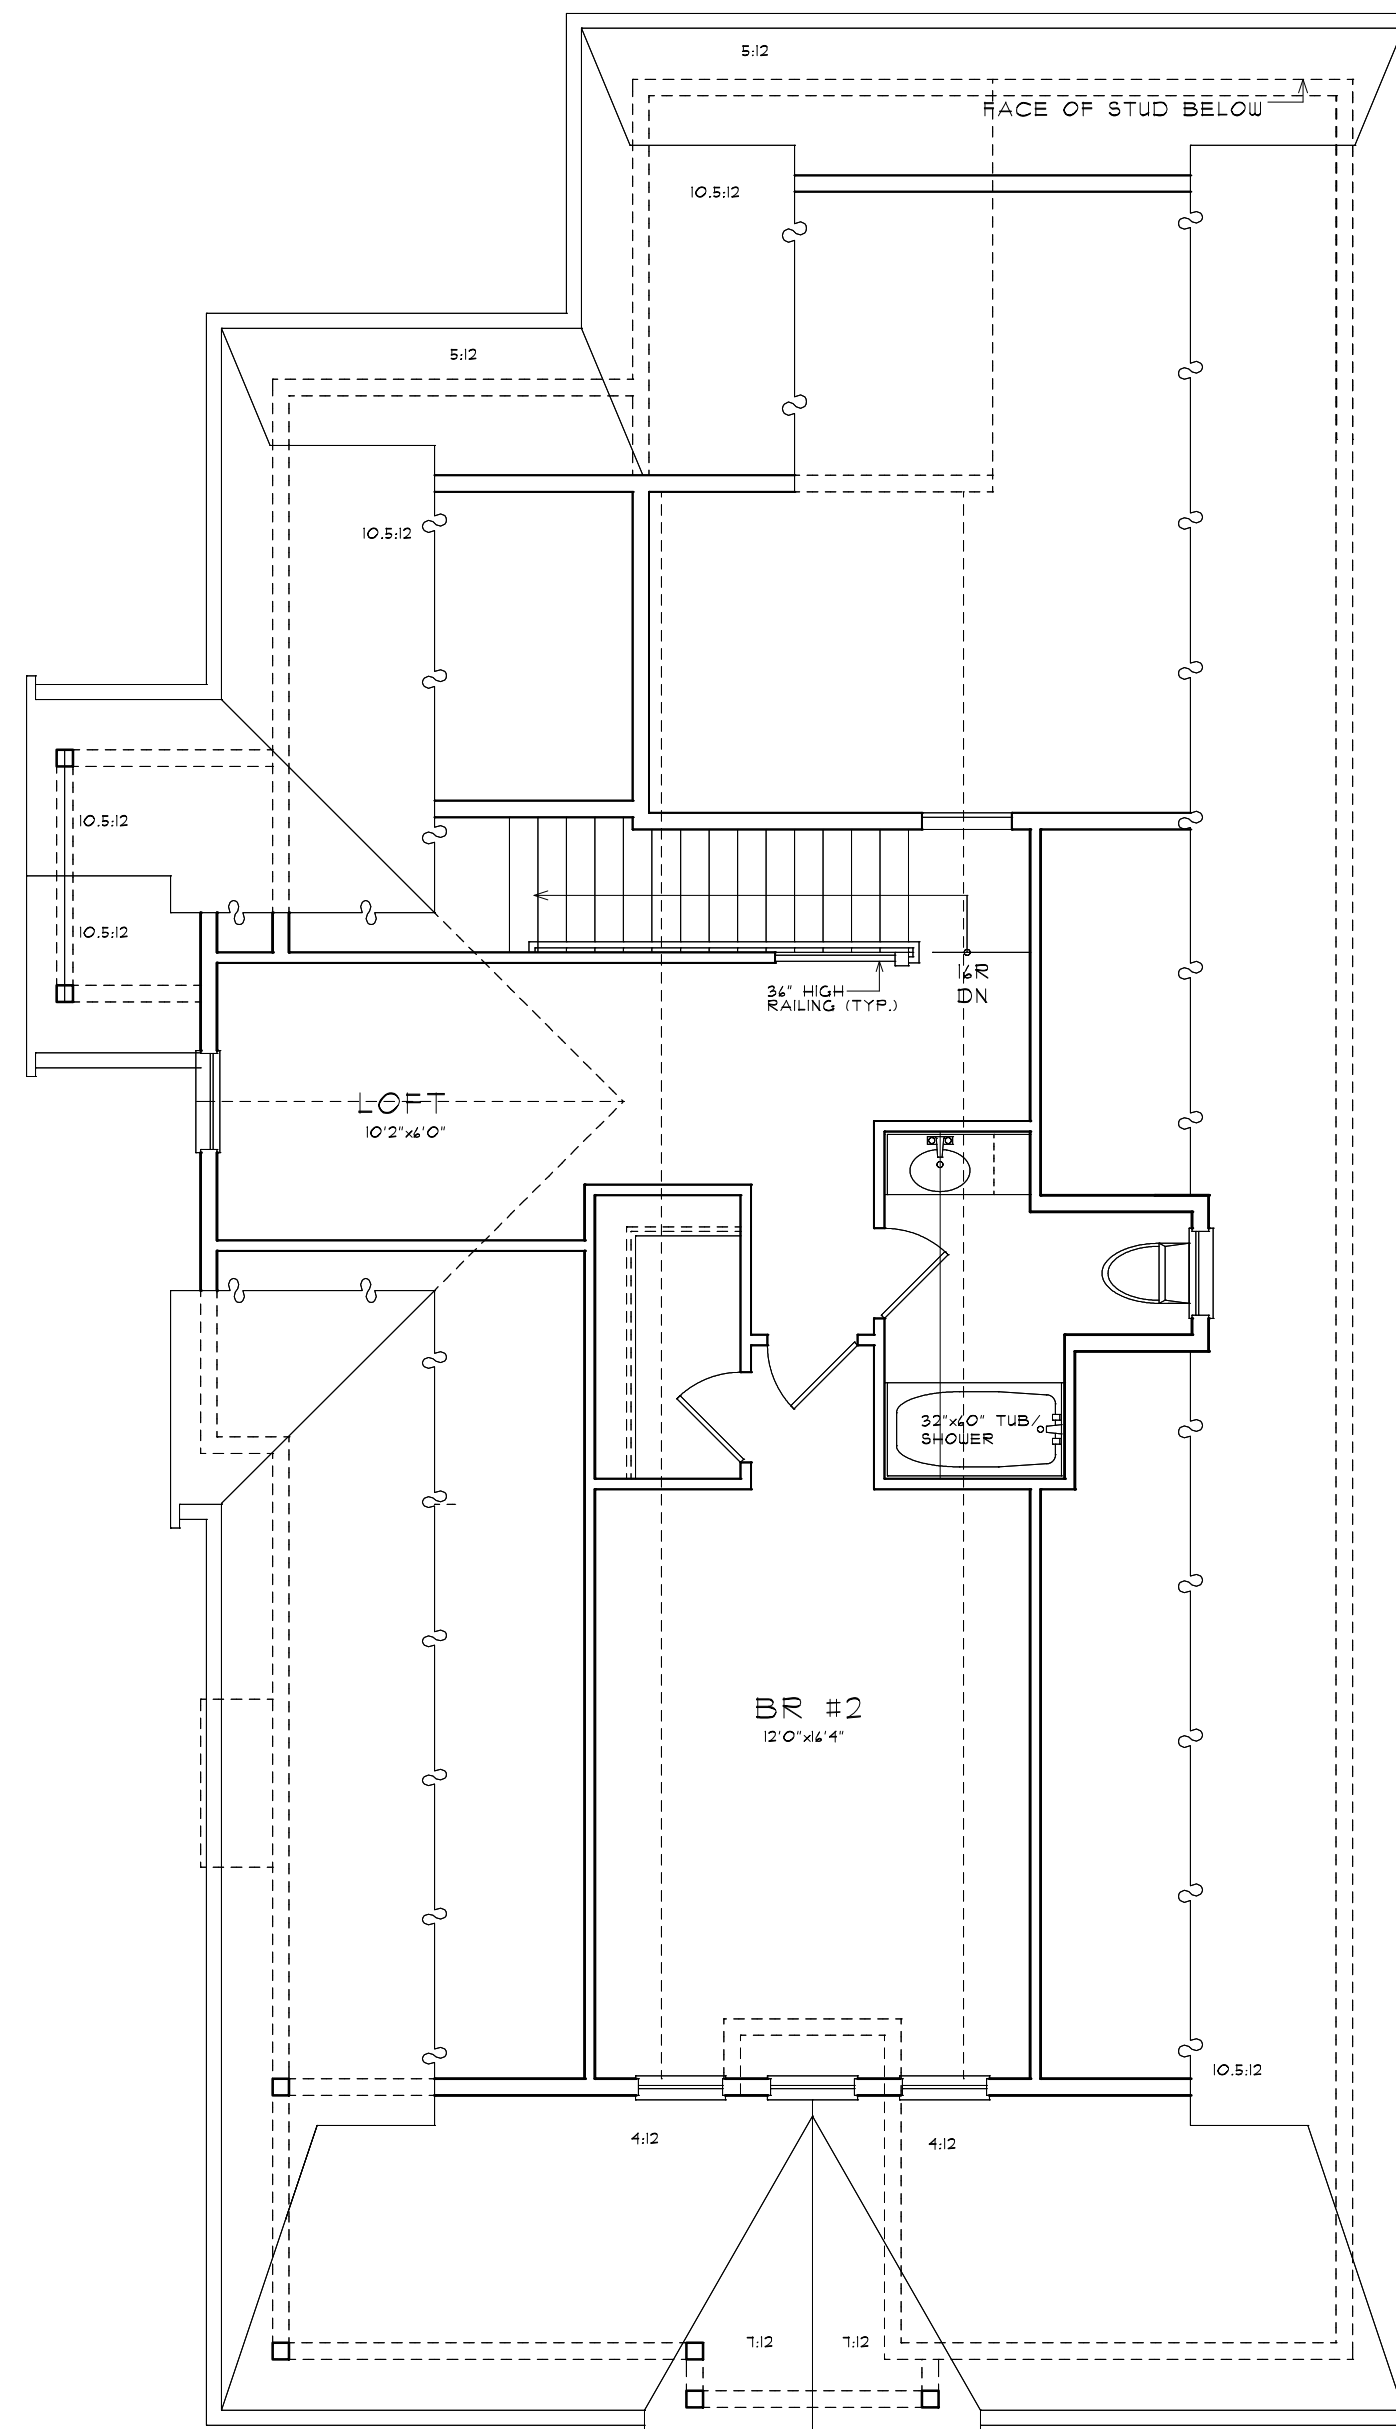 5:12
FACE OF STUD BELOW
10.5:12
5:12
10.5:12
10.5:12
10.5:12
16R
DN
36" HIGH
RAILING (TYP.)
LOFT
10'2"x6'0"
32"x60" TUB/
SHOWER
BR #2
12'0"x16'4"
10.5:12
4:12
4:12
7:12
7:12